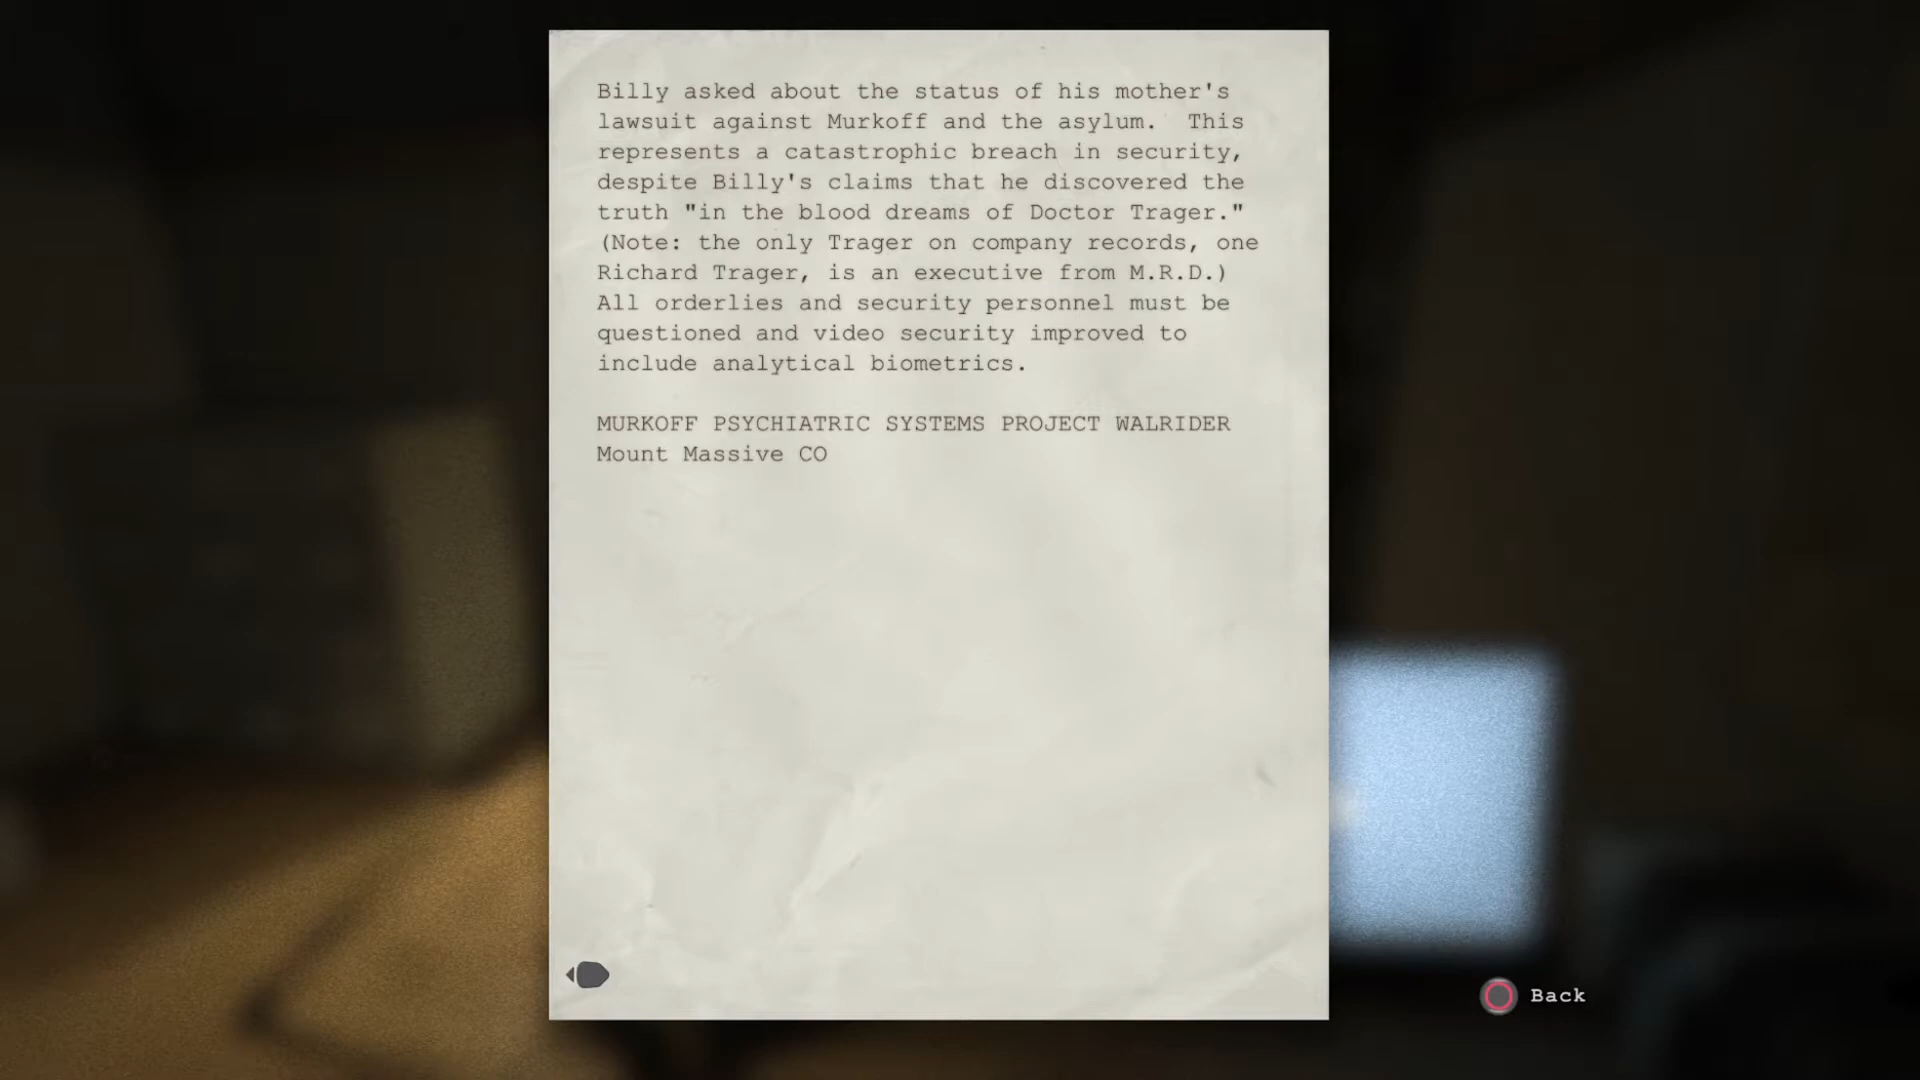 Billy asked about the status of his mother's
lawsuit against Murkoff and the asylum.  This
represents a catastrophic breach in security,
despite Billy's claims that he discovered the
truth "in the blood dreams of Doctor Trager."
(Note: the only Trager on company records, one
Richard Trager, is an executive from M.R.D.)
All orderlies and security personnel must be
questioned and video security improved to
include analytical biometrics.
MURKOFF PSYCHIATRIC SYSTEMS PROJECT WALRIDER
Mount Massive CO
Back